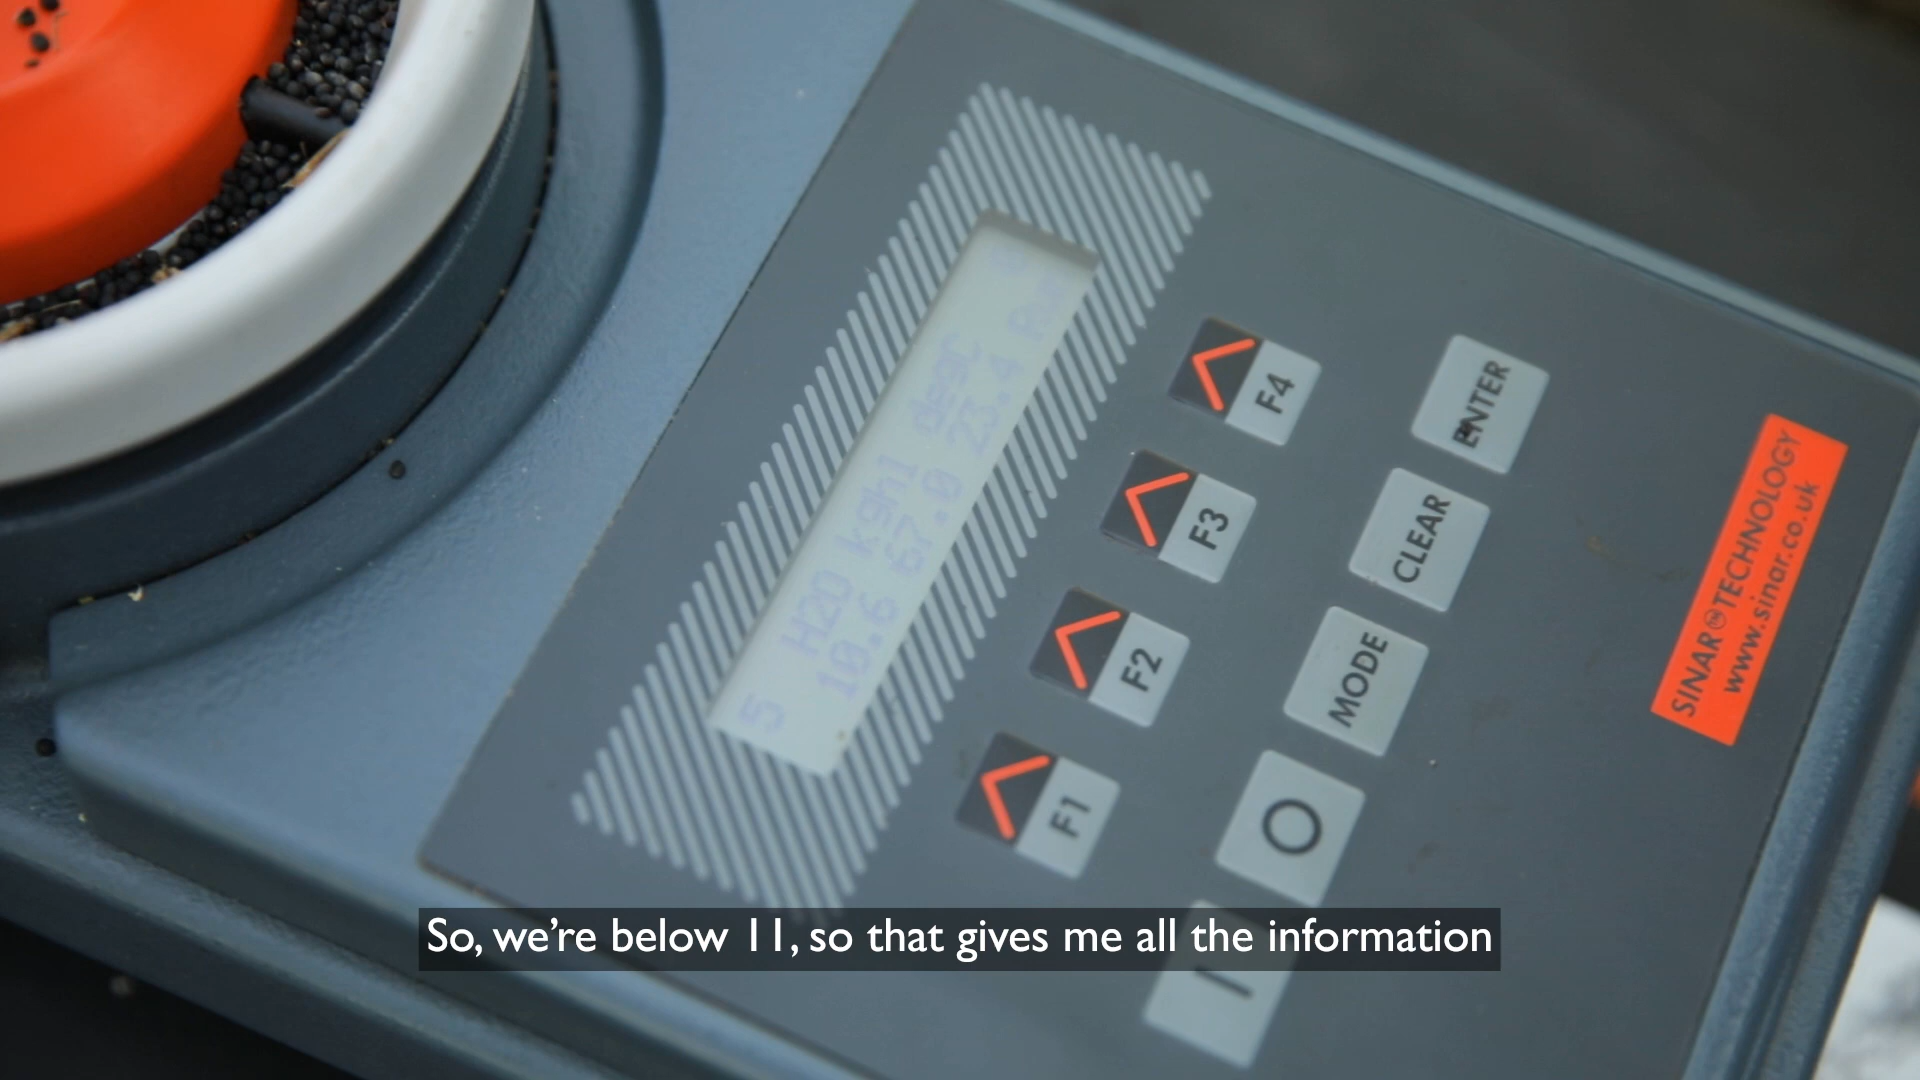 5 H2O kghl degC
10.6 67.0 23.4
F4
F3
F2
F1
ENTER
CLEAR
MODE
O
I
SINAR TECHNOLOGY
www.sinar.co.uk
So, we’re below 11, so that gives me all the information